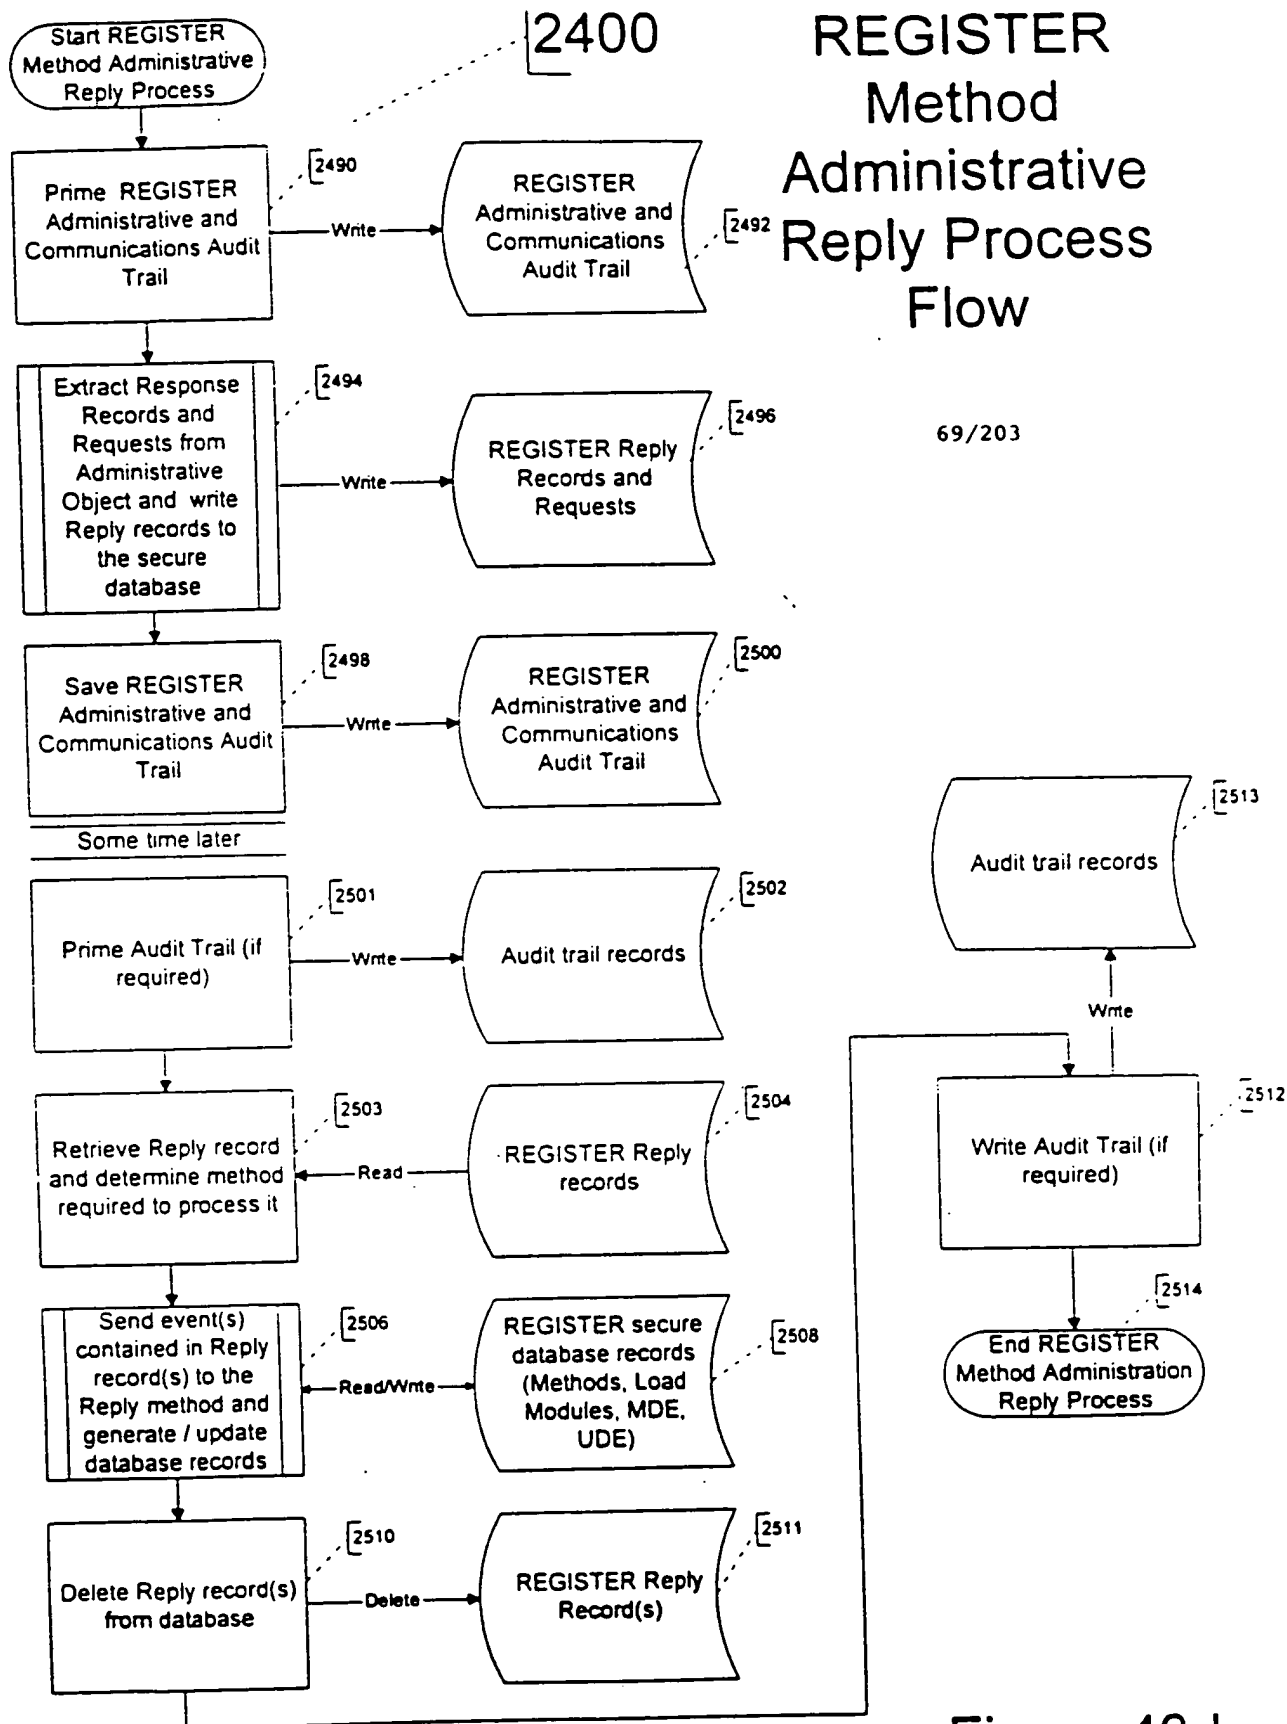 Start REGISTER
Method Administrative
Reply Process
2400
REGISTER
Method
Administrative
Reply Process
Flow
69/203
Prime REGISTER
Administrative and
Communications Audit
Trail
2490
Write
REGISTER
Administrative and
Communications
Audit Trail
2492
Extract Response
Records and
Requests from
Administrative
Object and write
Reply records to
the secure
database
2494
Write
REGISTER Reply
Records and
Requests
2496
Save REGISTER
Administrative and
Communications Audit
Trail
2498
Write
REGISTER
Administrative and
Communications
Audit Trail
2500
Some time later
Prime Audit Trail (if
required)
2501
Write
Audit trail records
2502
Retrieve Reply record
and determine method
required to process it
2503
Read
REGISTER Reply
records
2504
Send event(s)
contained in Reply
record(s) to the
Reply method and
generate / update
database records
2506
Read/Write
REGISTER secure
database records
(Methods, Load
Modules, MDE,
UDE)
2508
Delete Reply record(s)
from database
2510
Delete
REGISTER Reply
Record(s)
2511
Audit trail records
2513
Write
Write Audit Trail (if
required)
2512
2514
End REGISTER
Method Administration
Reply Process